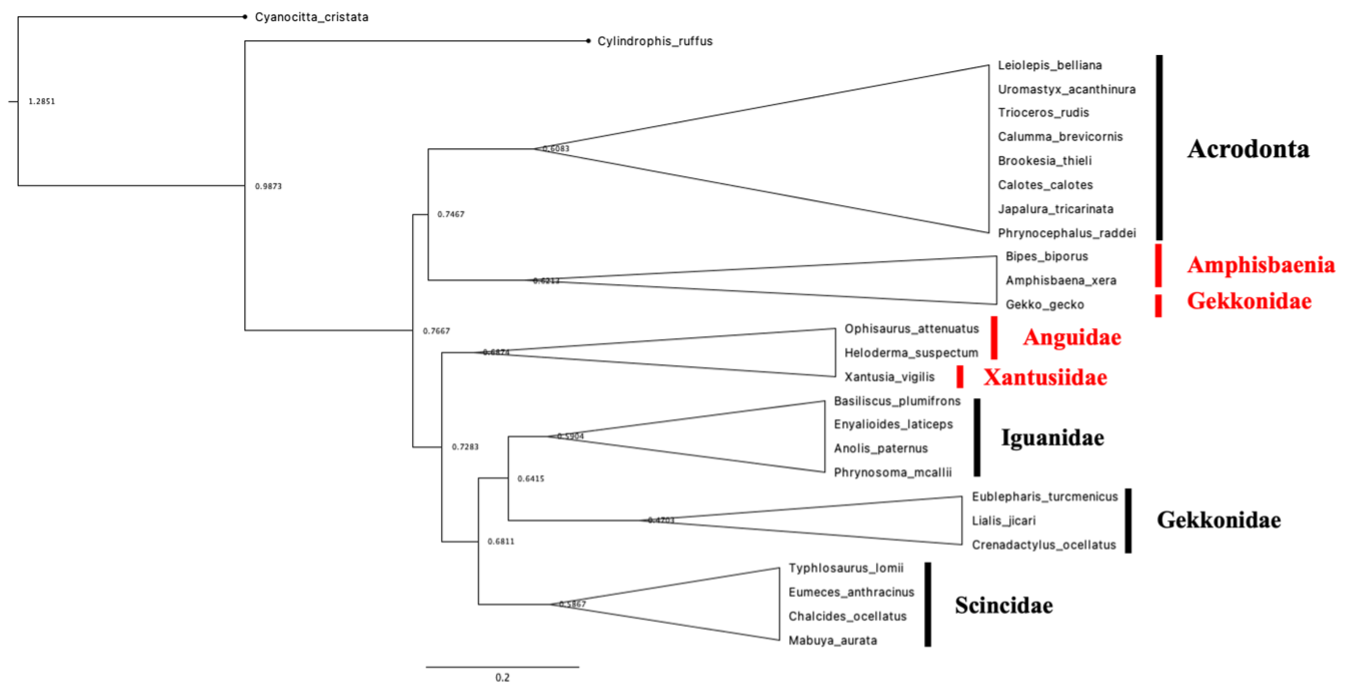 Cyanocitta_cristata
Cylindrophis_ruffus
Leiolepis_belliana
Uromastyx_acanthinura
1.2851
Trioceros_rudis
Calumma_brevicornis
0.6083
Acrodonta
Brookesia_thieli
0.9873
Calotes_calotes
Japalura_tricarinata
0.7467
Phrynocephalus_raddei
Bipes_biporus
Amphisbaenia
0.6213
Amphisbaena_xera
Gekko_gecko
Gekkonidae
0.7667
Ophisaurus_attenuatus
Anguidae
0.6874
Heloderma_suspectum
Xantusia_vigilis
Xantusiidae
Basiliscus_plumifrons
Enyalioides_laticeps
0.5904
Iguanidae
0.7283
Anolis_paternus
Phrynosoma_mcallii
0.6415
Eublepharis_turcmenicus
0.4703
Lialis_jicari
Gekkonidae
0.6811
Crenadactylus_ocellatus
Typhlosaurus_lomii
Eumeces_anthracinus
0.5867
Scincidae
Chalcides_ocellatus
Mabuya_aurata
0.2